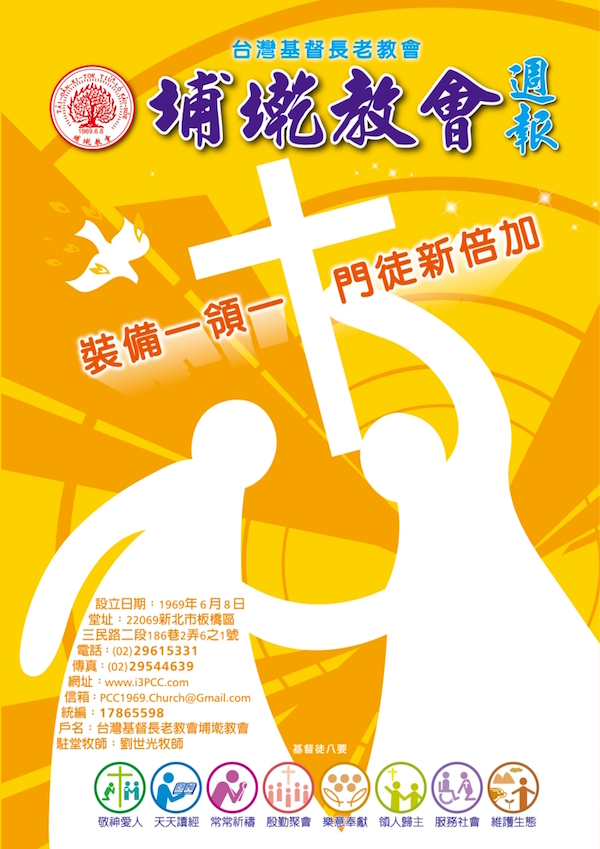 台灣基督長老教會
埔墘教會
週報
TÂI-OÂN KI-TOK TIÚⁿ-LÓ KÀU-HŌE
1969.6.8
埔墘教會
門徒新倍加
裝備一領一
設立日期：1969年6月8日
堂址：22069新北市板橋區
三民路二段186巷2弄6之1號
電話：(02)29615331
傳真：(02)29544639
網址：www.i3PCC.com
信箱：PCC1969.Church@Gmail.com
統編：17865598
戶名：台灣基督長老教會埔墘教會
駐堂牧師：劉世光牧師
基督徒八要
敬神愛人 天天讀經 常常祈禱 殷勤聚會 樂意奉獻 領人歸主 服務社會 維護生態